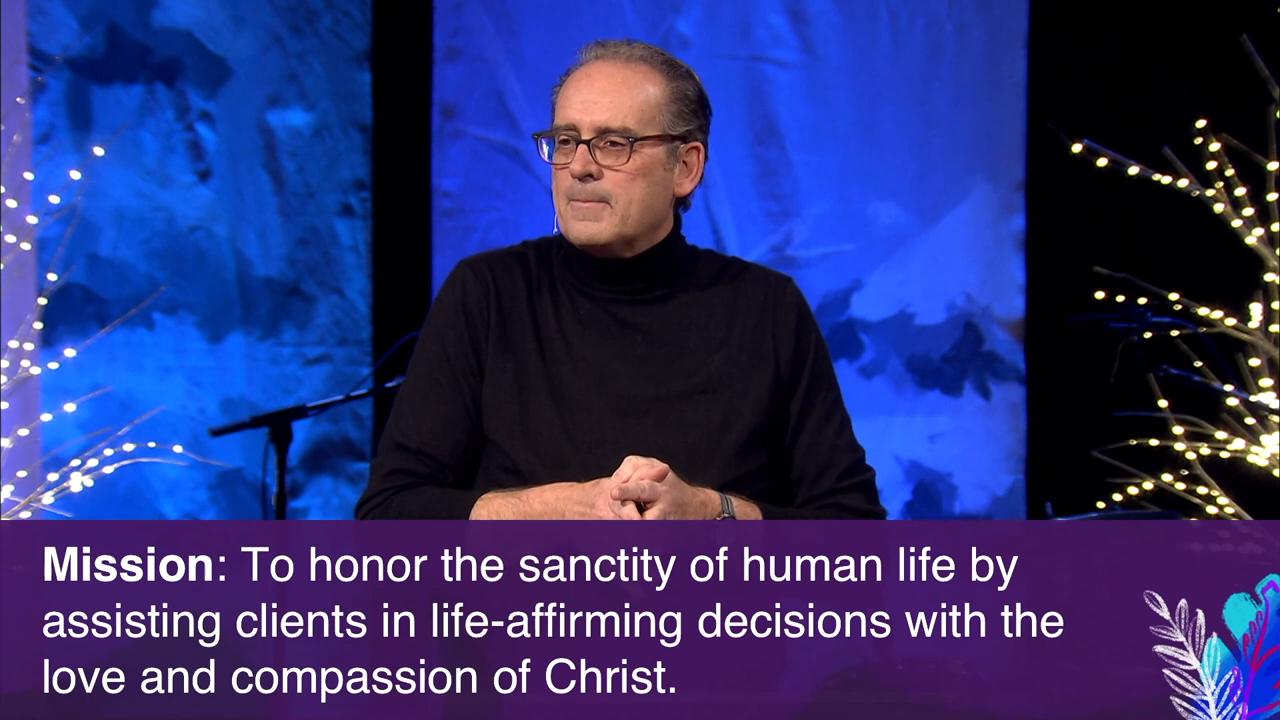 Mission: To honor the sanctity of human life by
assisting clients in life-affirming decisions with the
love and compassion of Christ.